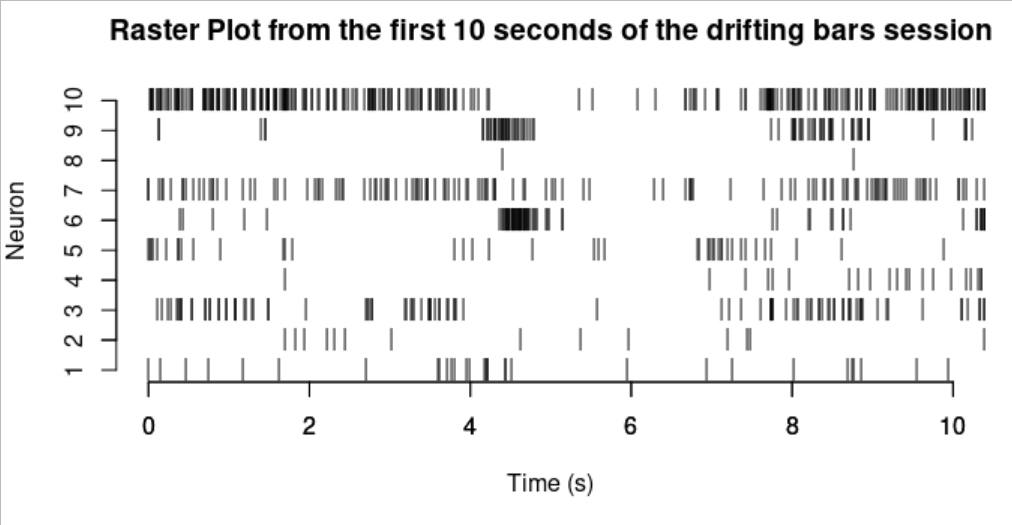 Raster Plot from the first 10 seconds of the drifting bars session
Neuron
10
9
8
7
6
5
4
3
2
1
0 2 4 6 8 10
Time (s)